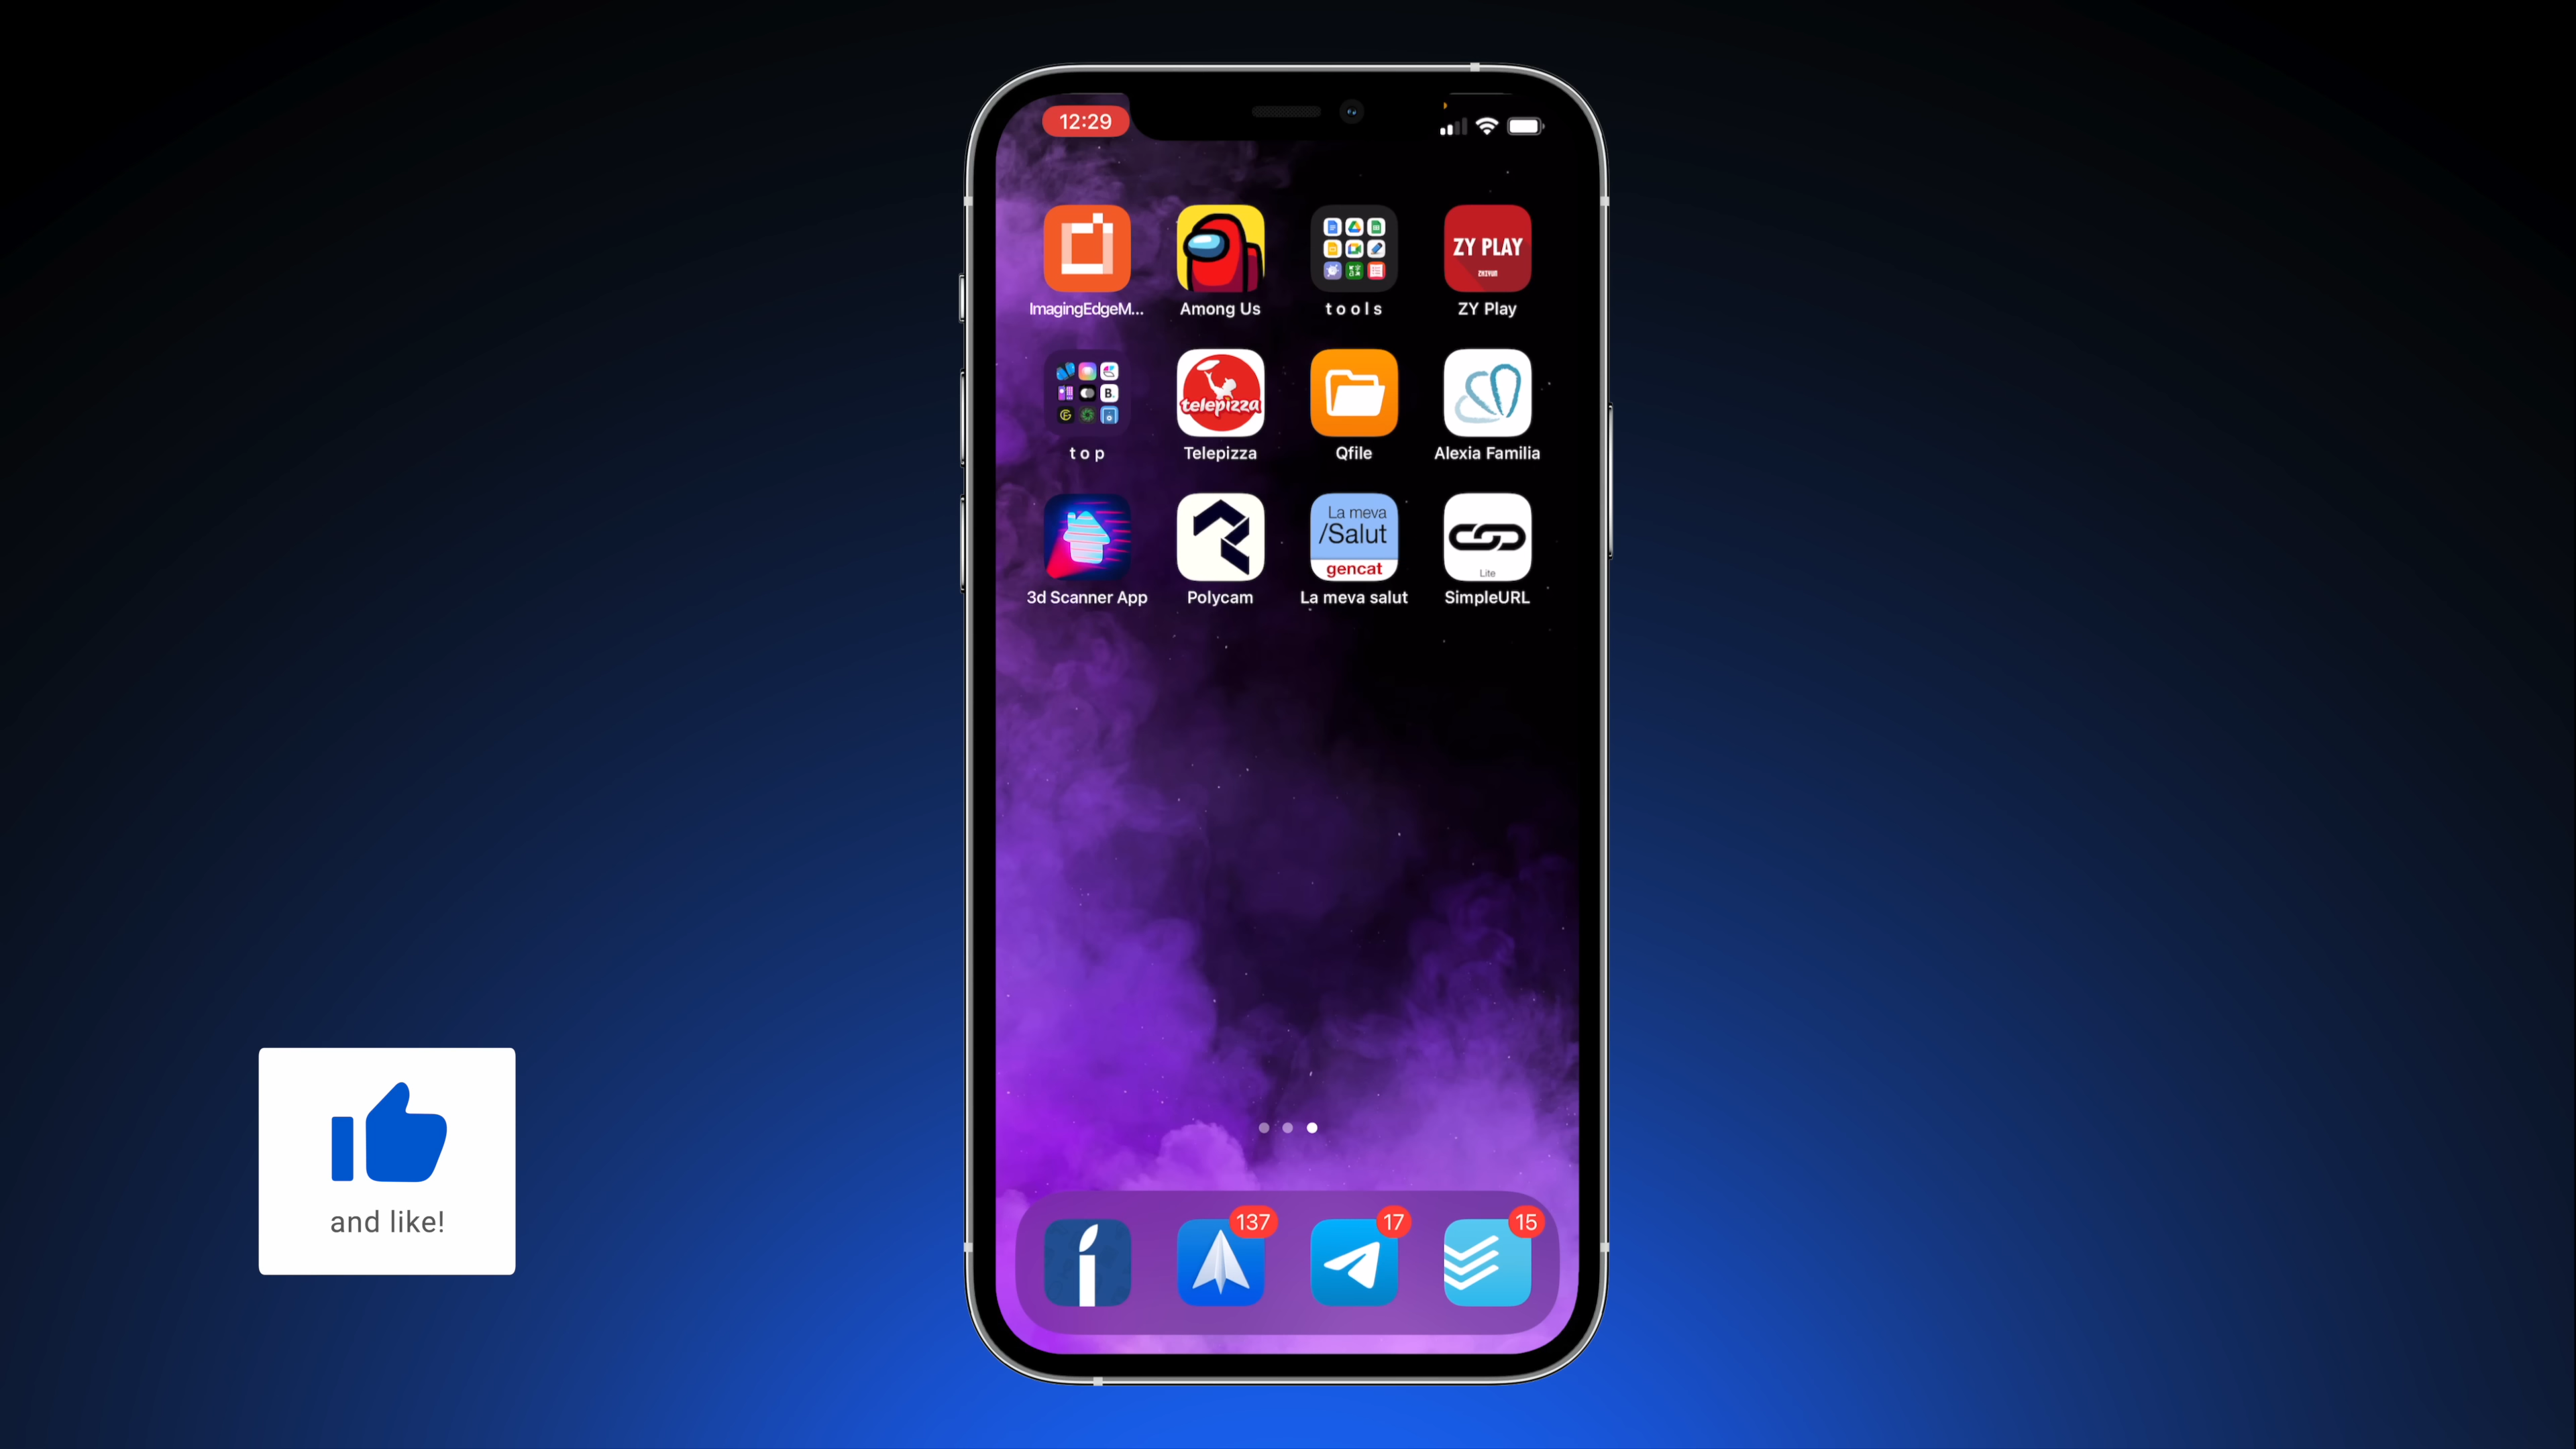 12:29
ZY PLAY
ZHIYUN
ImagingEdgeM...
Among Us
tools
ZY Play
B.
telepizza
top
Telepizza
Qfile
Alexia Familia
La meva
/Salut
gencat
Lite
3d Scanner App
Polycam
La meva salut
SimpleURL
and like!
137
17
15